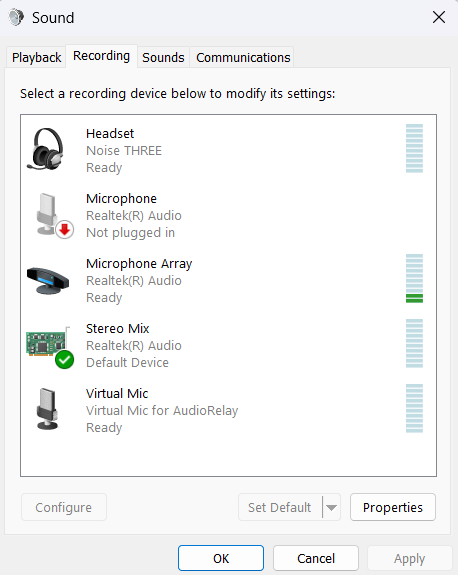 Sound
Playback Recording Sounds Communications
Select a recording device below to modify its settings:
Headset
Noise THREE
Ready
Microphone
Realtek(R) Audio
Not plugged in
Microphone Array
Realtek(R) Audio
Ready
Stereo Mix
Realtek(R) Audio
Default Device
Virtual Mic
Virtual Mic for AudioRelay
Ready
Configure Set Default Properties
OK Cancel Apply